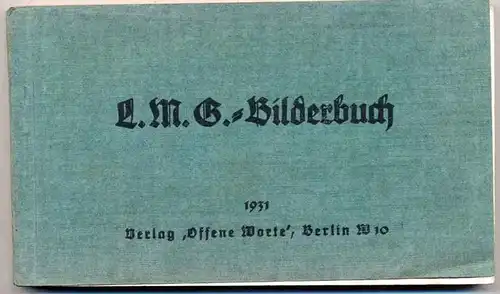 L.M.G.=Bilderbuch
1931
Verlag ‚Offene Worte‘, Berlin W 10